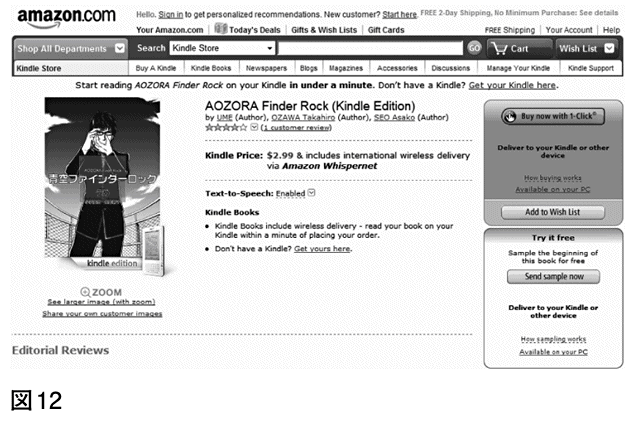 amazon.com
Hello. Sign in to get personalized recommendations. New customer? Start here.
FREE 2-Day Shipping, No Minimum Purchase: See details
Your Amazon.com
Today's Deals
Gifts & Wish Lists
Gift Cards
FREE Shipping
Your Account
Help
Shop All Departments
Search
Kindle Store
GO
Cart
Wish List
Kindle Store
Buy A Kindle
Kindle Books
Newspapers
Blogs
Magazines
Accessories
Discussions
Manage Your Kindle
Kindle Support
Start reading AOZORA Finder Rock on your Kindle in under a minute. Don't have a Kindle? Get your Kindle here.
青空ファインダーロック
kindle edition
ZOOM
See larger image (with zoom)
Share your own customer images
AOZORA Finder Rock (Kindle Edition)
by UME (Author), OZAWA Takahiro (Author), SEO Asako (Author)
(1 customer review)
Kindle Price: $2.99 & includes international wireless delivery
via Amazon Whispernet
Text-to-Speech: Enabled
Kindle Books
• Kindle Books include wireless delivery - read your book on your
Kindle within a minute of placing your order.
• Don't have a Kindle? Get yours here.
Buy now with 1-Click®
Deliver to your Kindle or other
device
How buying works
Available on your PC
Add to Wish List
Try it free
Sample the beginning of
this book for free
Send sample now
Deliver to your Kindle or
other device
How sampling works
Available on your PC
Editorial Reviews
図12